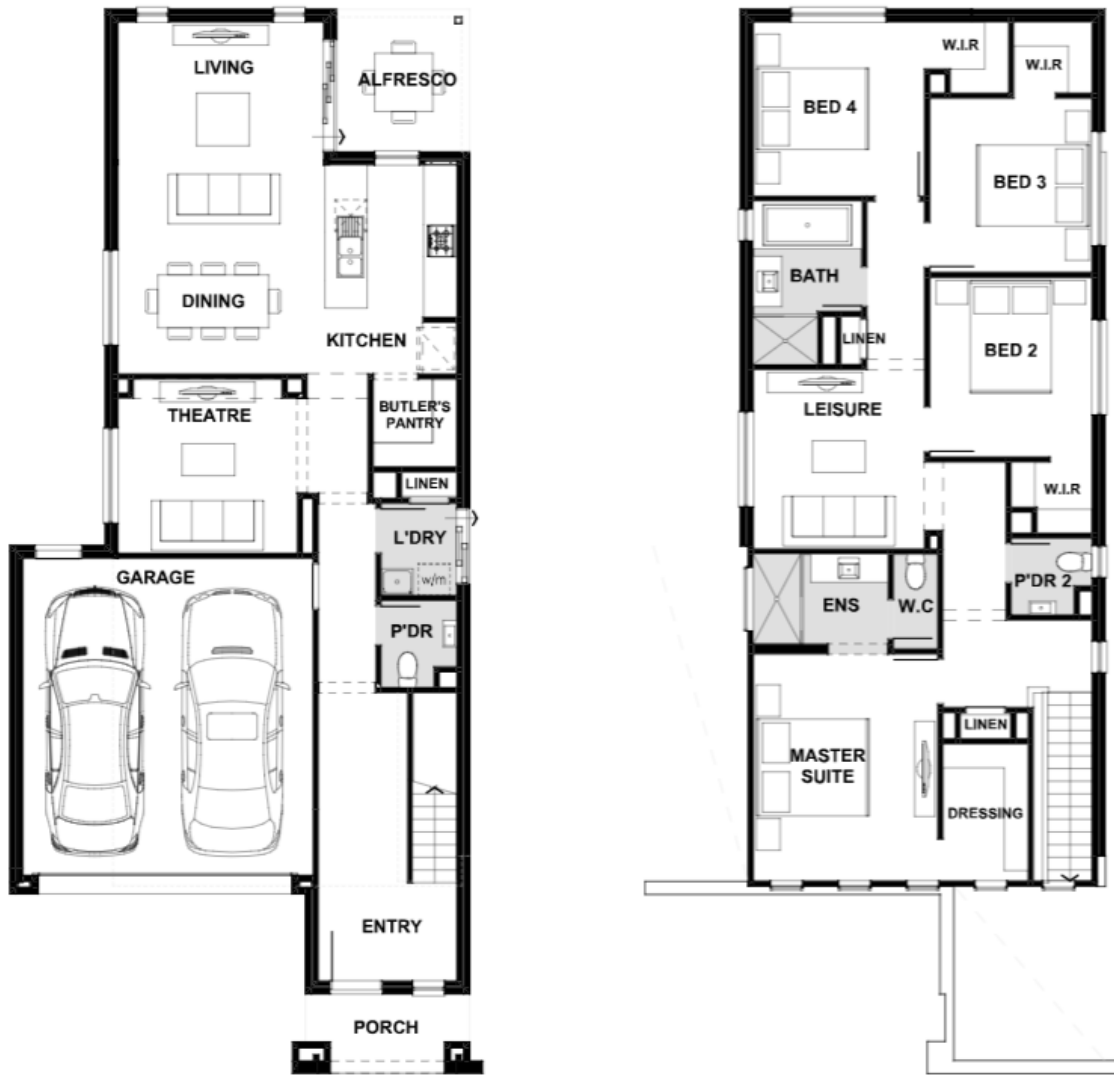 LIVING
ALFRESCO
DINING
KITCHEN
THEATRE
BUTLER'S
PANTRY
LINEN
L'DRY
w/m
GARAGE
P'DR
ENTRY
PORCH
W.I.R
W.I.R
BED 4
BED 3
BATH
LINEN
BED 2
LEISURE
W.I.R
ENS
W.C
P'DR 2
LINEN
MASTER
SUITE
DRESSING